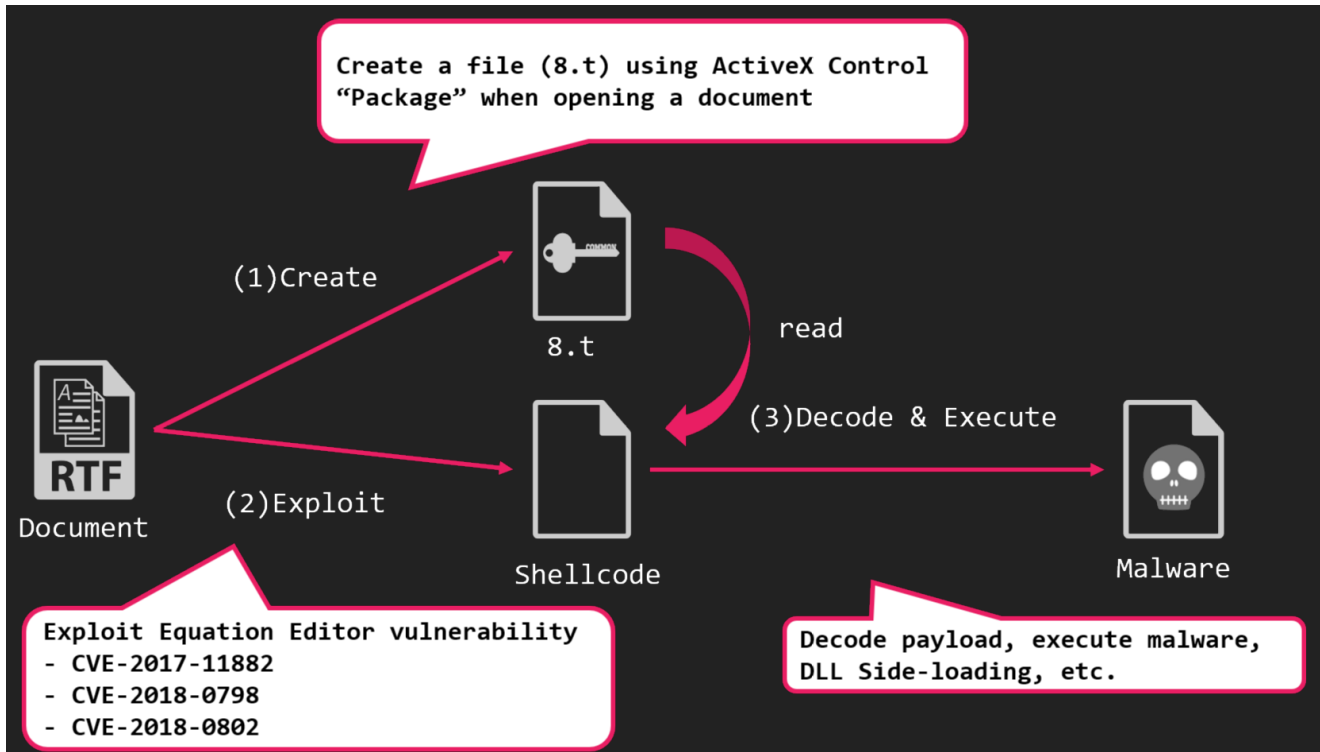 Create a file (8.t) using ActiveX Control
“Package” when opening a document
COMMON
(1)Create
8.t
read
A
RTF
Document
(2)Exploit
Shellcode
(3)Decode & Execute
Malware
Exploit Equation Editor vulnerability
- CVE-2017-11882
- CVE-2018-0798
- CVE-2018-0802
Decode payload, execute malware,
DLL Side-loading, etc.